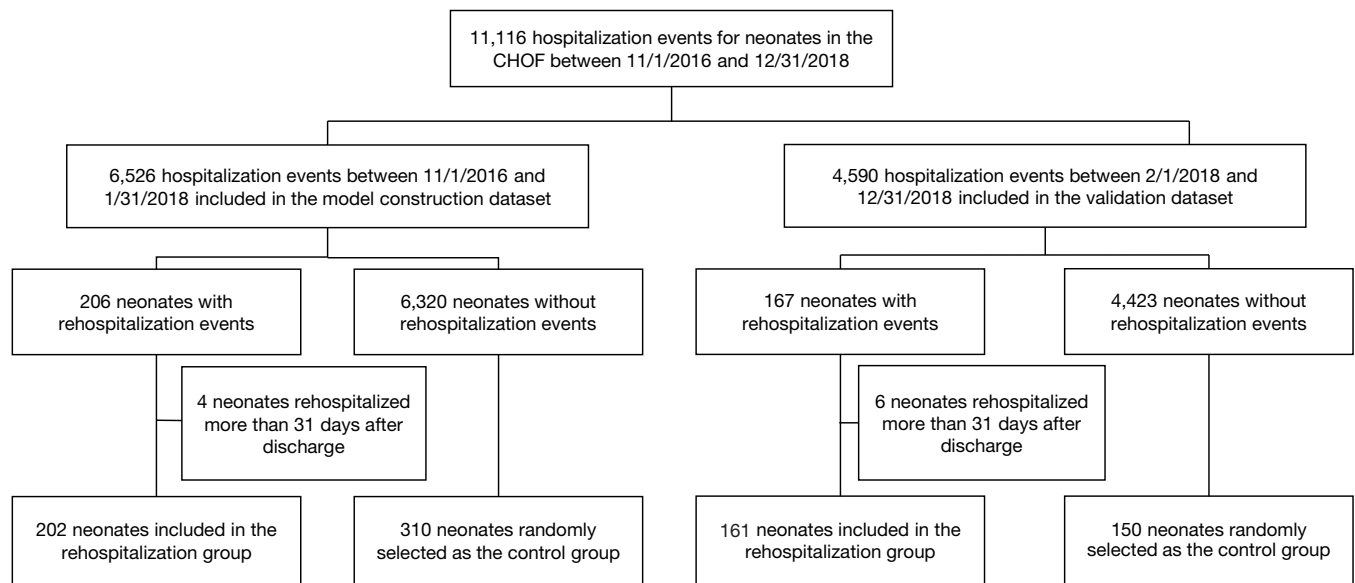 11,116 hospitalization events for neonates in the
CHOF between 11/1/2016 and 12/31/2018
6,526 hospitalization events between 11/1/2016 and
1/31/2018 included in the model construction dataset
4,590 hospitalization events between 2/1/2018 and
12/31/2018 included in the validation dataset
206 neonates with
rehospitalization events
6,320 neonates without
rehospitalization events
167 neonates with
rehospitalization events
4,423 neonates without
rehospitalization events
4 neonates rehospitalized
more than 31 days after
discharge
6 neonates rehospitalized
more than 31 days after
discharge
202 neonates included in the
rehospitalization group
310 neonates randomly
selected as the control group
161 neonates included in the
rehospitalization group
150 neonates randomly
selected as the control group